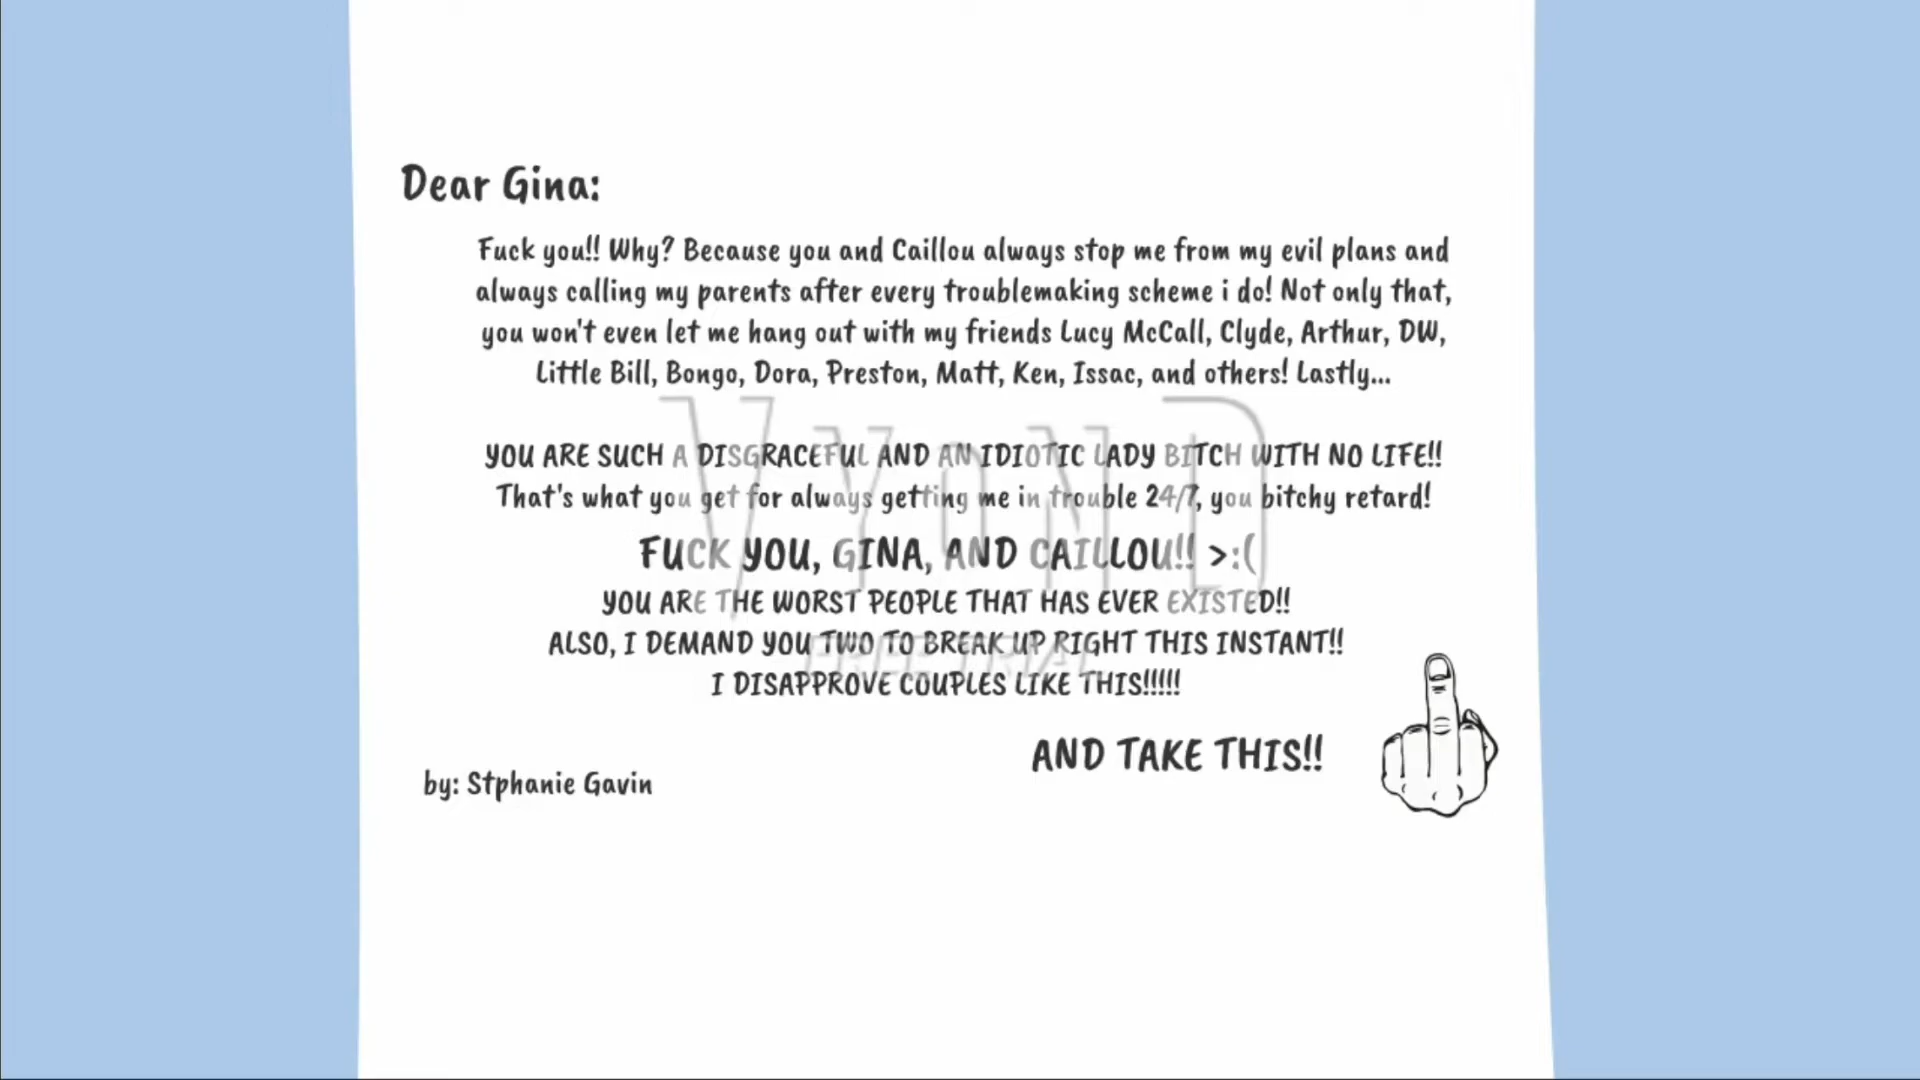 Dear Gina:
Fuck you!! Why? Because you and Caillou always stop me from my evil plans and
always calling my parents after every troublemaking scheme i do! Not only that,
you won't even let me hang out with my friends Lucy McCall, Clyde, Arthur, DW,
Little Bill, Bongo, Dora, Preston, Matt, Ken, Issac, and others! Lastly...
YOU ARE SUCH A DISGRACEFUL AND AN IDIOTIC LADY BITCH WITH NO LIFE!!
That's what you get for always getting me in trouble 24/7, you bitchy retard!
FUCK YOU, GINA, AND CAILLOU!! >:(
YOU ARE THE WORST PEOPLE THAT HAS EVER EXISTED!!
ALSO, I DEMAND YOU TWO TO BREAK UP RIGHT THIS INSTANT!!
I DISAPPROVE COUPLES LIKE THIS!!!!!
AND TAKE THIS!!
by: Stphanie Gavin
VYOND
FREE TRIAL